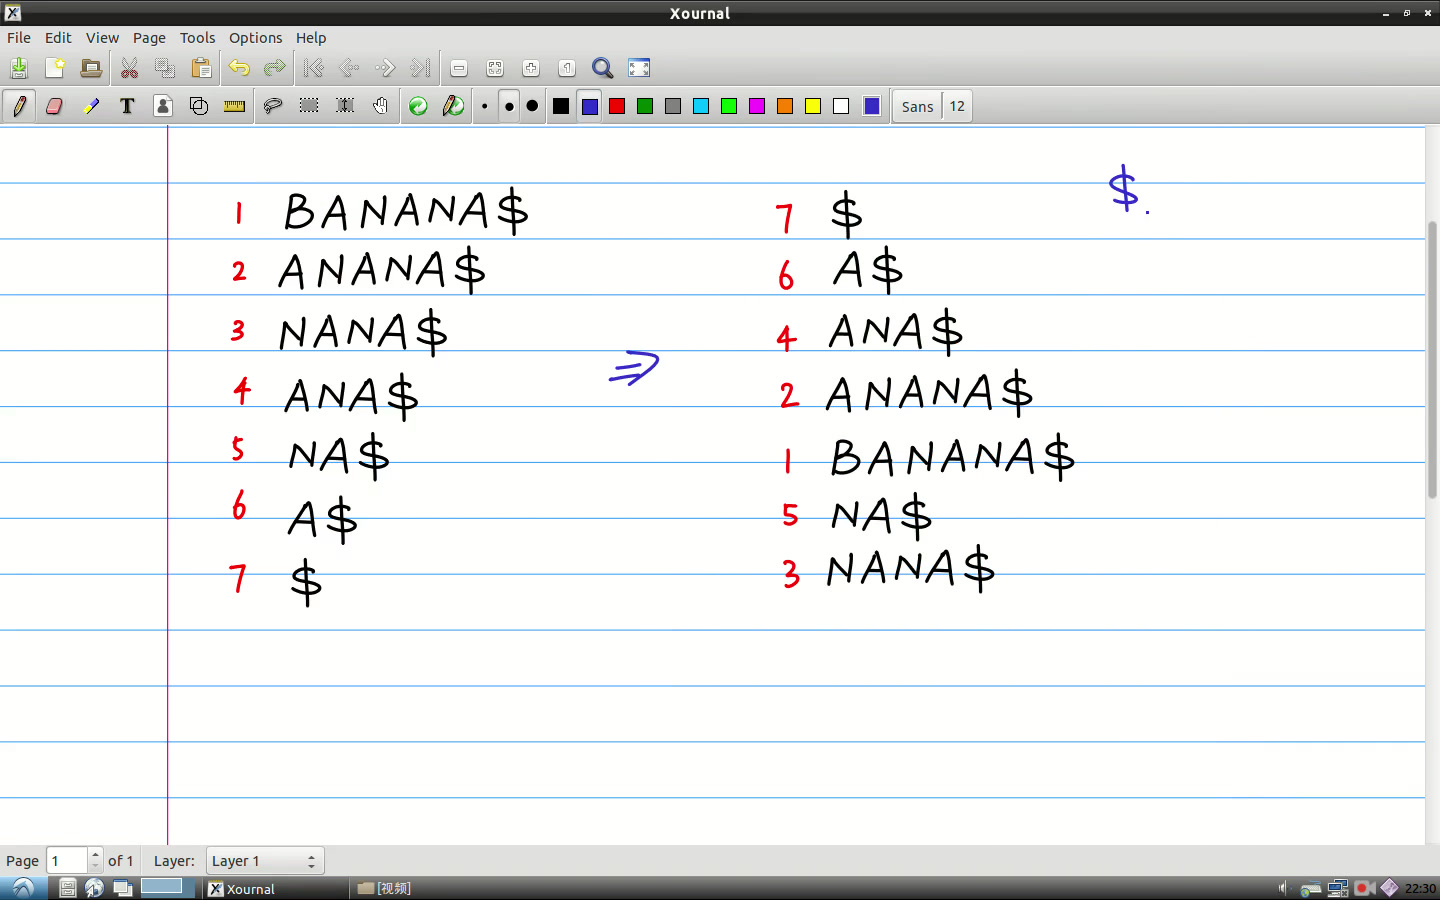 Xournal
File Edit View Page Tools Options Help
Sans 12
1 BANANA$
2 ANANA$
3 NANA$
4 ANA$
5 NA$
6 A$
7 $
⇒
7 $
6 A$
4 ANA$
2 ANANA$
1 BANANA$
5 NA$
3 NANA$
$.
Page 1 of 1 Layer: Layer 1
Xournal [视频] 22:30